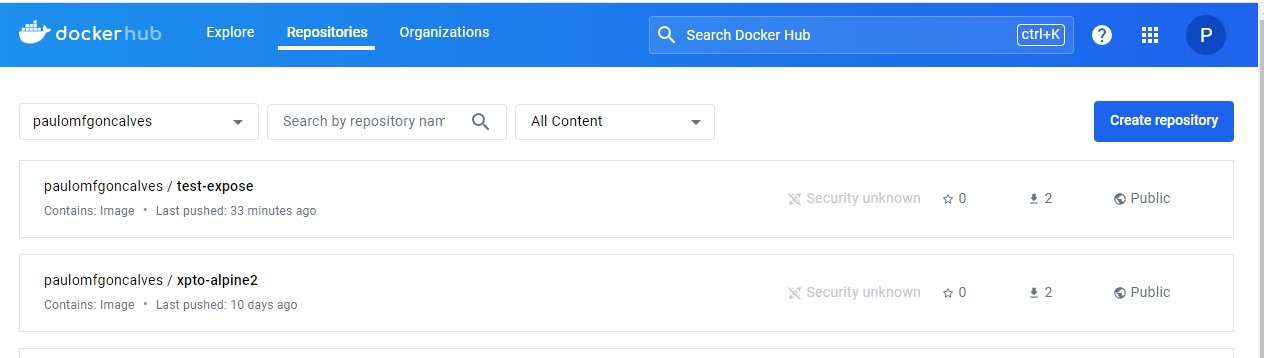 dockerhub Explore Repositories Organizations Search Docker Hub ctrl+K ? P
paulomfgoncalves Search by repository nam All Content Create repository
paulomfgoncalves / test-expose
Security unknown 0 2 Public
Contains: Image • Last pushed: 33 minutes ago
paulomfgoncalves / xpto-alpine2
Security unknown 0 2 Public
Contains: Image • Last pushed: 10 days ago